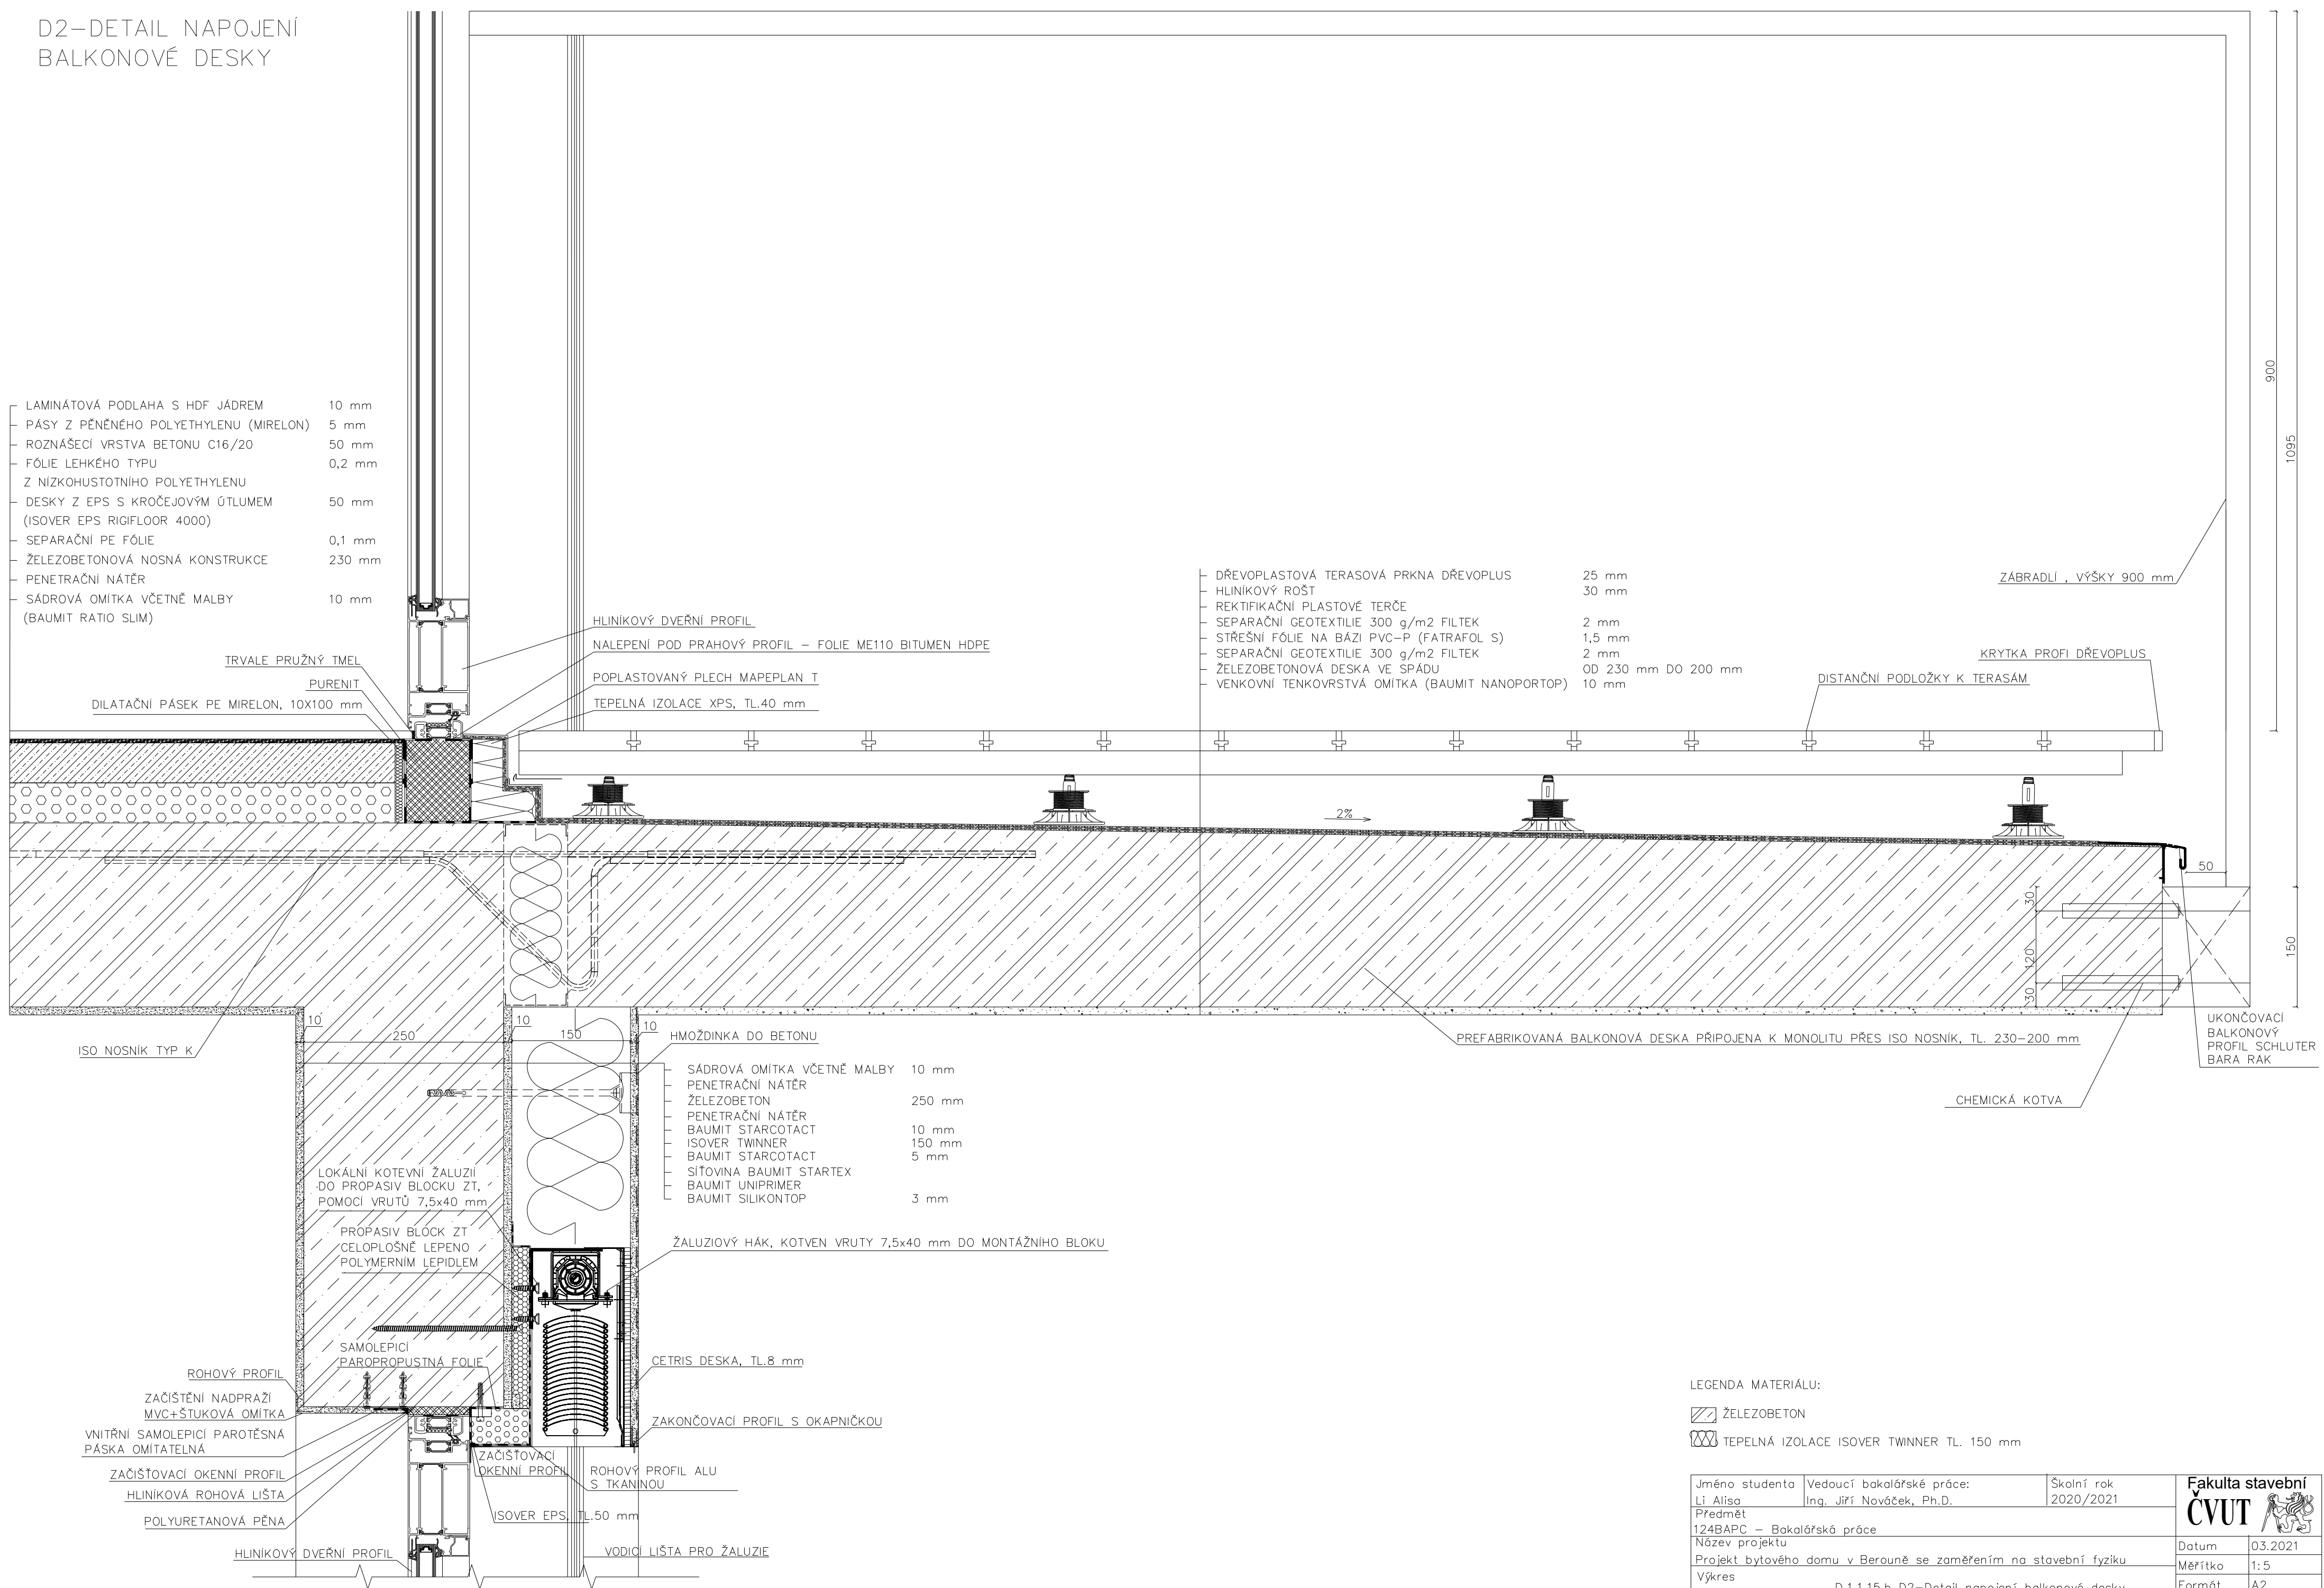 D2-DETAIL NAPOJENÍ
BALKONOVÉ DESKY
LAMINÁTOVÁ PODLAHA S HDF JÁDREM 10 mm
PÁSY Z PĚNĚNÉHO POLYETHYLENU (MIRELON) 5 mm
ROZNÁŠECÍ VRSTVA BETONU C16/20 50 mm
FÓLIE LEHKÉHO TYPU 0,2 mm
Z NÍZKOHUSTOTNÍHO POLYETHYLENU
DESKY Z EPS S KROČEJOVÝM ÚTLUMEM 50 mm
(ISOVER EPS RIGIFLOOR 4000)
SEPARAČNÍ PE FÓLIE 0,1 mm
ŽELEZOBETONOVÁ NOSNÁ KONSTRUKCE 230 mm
PENETRAČNÍ NÁTĚR
SÁDROVÁ OMÍTKA VČETNĚ MALBY 10 mm
(BAUMIT RATIO SLIM)
TRVALE PRUŽNÝ TMEL
PURENIT
DILATAČNÍ PÁSEK PE MIRELON, 10X100 mm
HLINÍKOVÝ DVEŘNÍ PROFIL
NALEPENÍ POD PRAHOVÝ PROFIL – FOLIE ME110 BITUMEN HDPE
POPLASTOVANÝ PLECH MAPEPLAN T
TEPELNÁ IZOLACE XPS, TL.40 mm
DŘEVOPLASTOVÁ TERASOVÁ PRKNA DŘEVOPLUS 25 mm
HLINÍKOVÝ ROŠT 30 mm
REKTIFIKAČNÍ PLASTOVÉ TERČE
SEPARAČNÍ GEOTEXTILIE 300 g/m2 FILTEK 2 mm
STŘEŠNÍ FÓLIE NA BÁZI PVC-P (FATRAFOL S) 1,5 mm
SEPARAČNÍ GEOTEXTILIE 300 g/m2 FILTEK 2 mm
ŽELEZOBETONOVÁ DESKA VE SPÁDU OD 230 mm DO 200 mm
VENKOVNÍ TENKOVRSTVÁ OMÍTKA (BAUMIT NANOPORTOP) 10 mm
ZÁBRADLÍ , VÝŠKY 900 mm
KRYTKA PROFI DŘEVOPLUS
DISTANČNÍ PODLOŽKY K TERASÁM
900
1095
2%
50
30
120
30
150
ISO NOSNÍK TYP K
10
250
10
150
10
HMOŽDINKA DO BETONU
PREFABRIKOVANÁ BALKONOVÁ DESKA PŘIPOJENA K MONOLITU PŘES ISO NOSNÍK, TL. 230-200 mm
UKONČOVACÍ
BALKONOVÝ
PROFIL SCHLUTER
BARA RAK
CHEMICKÁ KOTVA
SÁDROVÁ OMÍTKA VČETNĚ MALBY 10 mm
PENETRAČNÍ NÁTĚR
ŽELEZOBETON 250 mm
PENETRAČNÍ NÁTĚR
BAUMIT STARCOTACT 10 mm
ISOVER TWINNER 150 mm
BAUMIT STARCOTACT 5 mm
SÍŤOVINA BAUMIT STARTEX
BAUMIT UNIPRIMER
BAUMIT SILIKONTOP 3 mm
LOKÁLNÍ KOTEVNÍ ŽALUZIÍ
DO PROPASIV BLOCKU ZT,
POMOCÍ VRUTŮ 7,5x40 mm
PROPASIV BLOCK ZT
CELOPLOŠNĚ LEPENO
POLYMERNÍM LEPIDLEM
ŽALUZIOVÝ HÁK, KOTVEN VRUTY 7,5x40 mm DO MONTÁŽNÍHO BLOKU
SAMOLEPICÍ
PAROPROPUSTNÁ FOLIE
CETRIS DESKA, TL.8 mm
ROHOVÝ PROFIL
ZAČIŠTĚNÍ NADPRAŽÍ
MVC+ŠTUKOVÁ OMÍTKA
ZAKONČOVACÍ PROFIL S OKAPNIČKOU
VNITŘNÍ SAMOLEPICÍ PAROTĚSNÁ
PÁSKA OMÍTATELNÁ
ZAČIŠŤOVACÍ OKENNÍ PROFIL
HLINÍKOVÁ ROHOVÁ LIŠTA
POLYURETANOVÁ PĚNA
ZAČIŠŤOVACÍ
OKENNÍ PROFIL
ROHOVÝ PROFIL ALU
S TKANINOU
ISOVER EPS, TL.50 mm
HLINÍKOVÝ DVEŘNÍ PROFIL
VODICÍ LIŠTA PRO ŽALUZIE
LEGENDA MATERIÁLU:
ŽELEZOBETON
TEPELNÁ IZOLACE ISOVER TWINNER TL. 150 mm
Jméno studenta Vedoucí bakalářské práce: Školní rok
Li Alisa Ing. Jiří Nováček, Ph.D. 2020/2021
Fakulta stavební
ČVUT
Předmět
124BAPC – Bakalářská práce
Název projektu
Projekt bytového domu v Berouně se zaměřením na stavební fyziku
Datum 03.2021
Měřítko 1:5
Formát A2
Výkres
D.1.1.15.b D2-Detail napojení balkonové desky